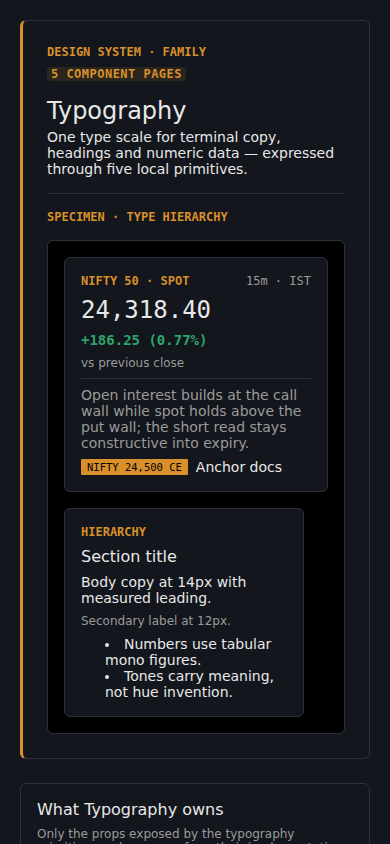 DESIGN SYSTEM · FAMILY
5 COMPONENT PAGES
Typography
One type scale for terminal copy,
headings and numeric data — expressed
through five local primitives.
SPECIMEN · TYPE HIERARCHY
NIFTY 50 · SPOT 15m · IST
24,318.40
+186.25 (0.77%)
vs previous close
Open interest builds at the call
wall while spot holds above the
put wall; the short read stays
constructive into expiry.
NIFTY 24,500 CE Anchor docs
HIERARCHY
Section title
Body copy at 14px with
measured leading.
Secondary label at 12px.
• Numbers use tabular
mono figures.
• Tones carry meaning,
not hue invention.
What Typography owns
Only the props exposed by the typography